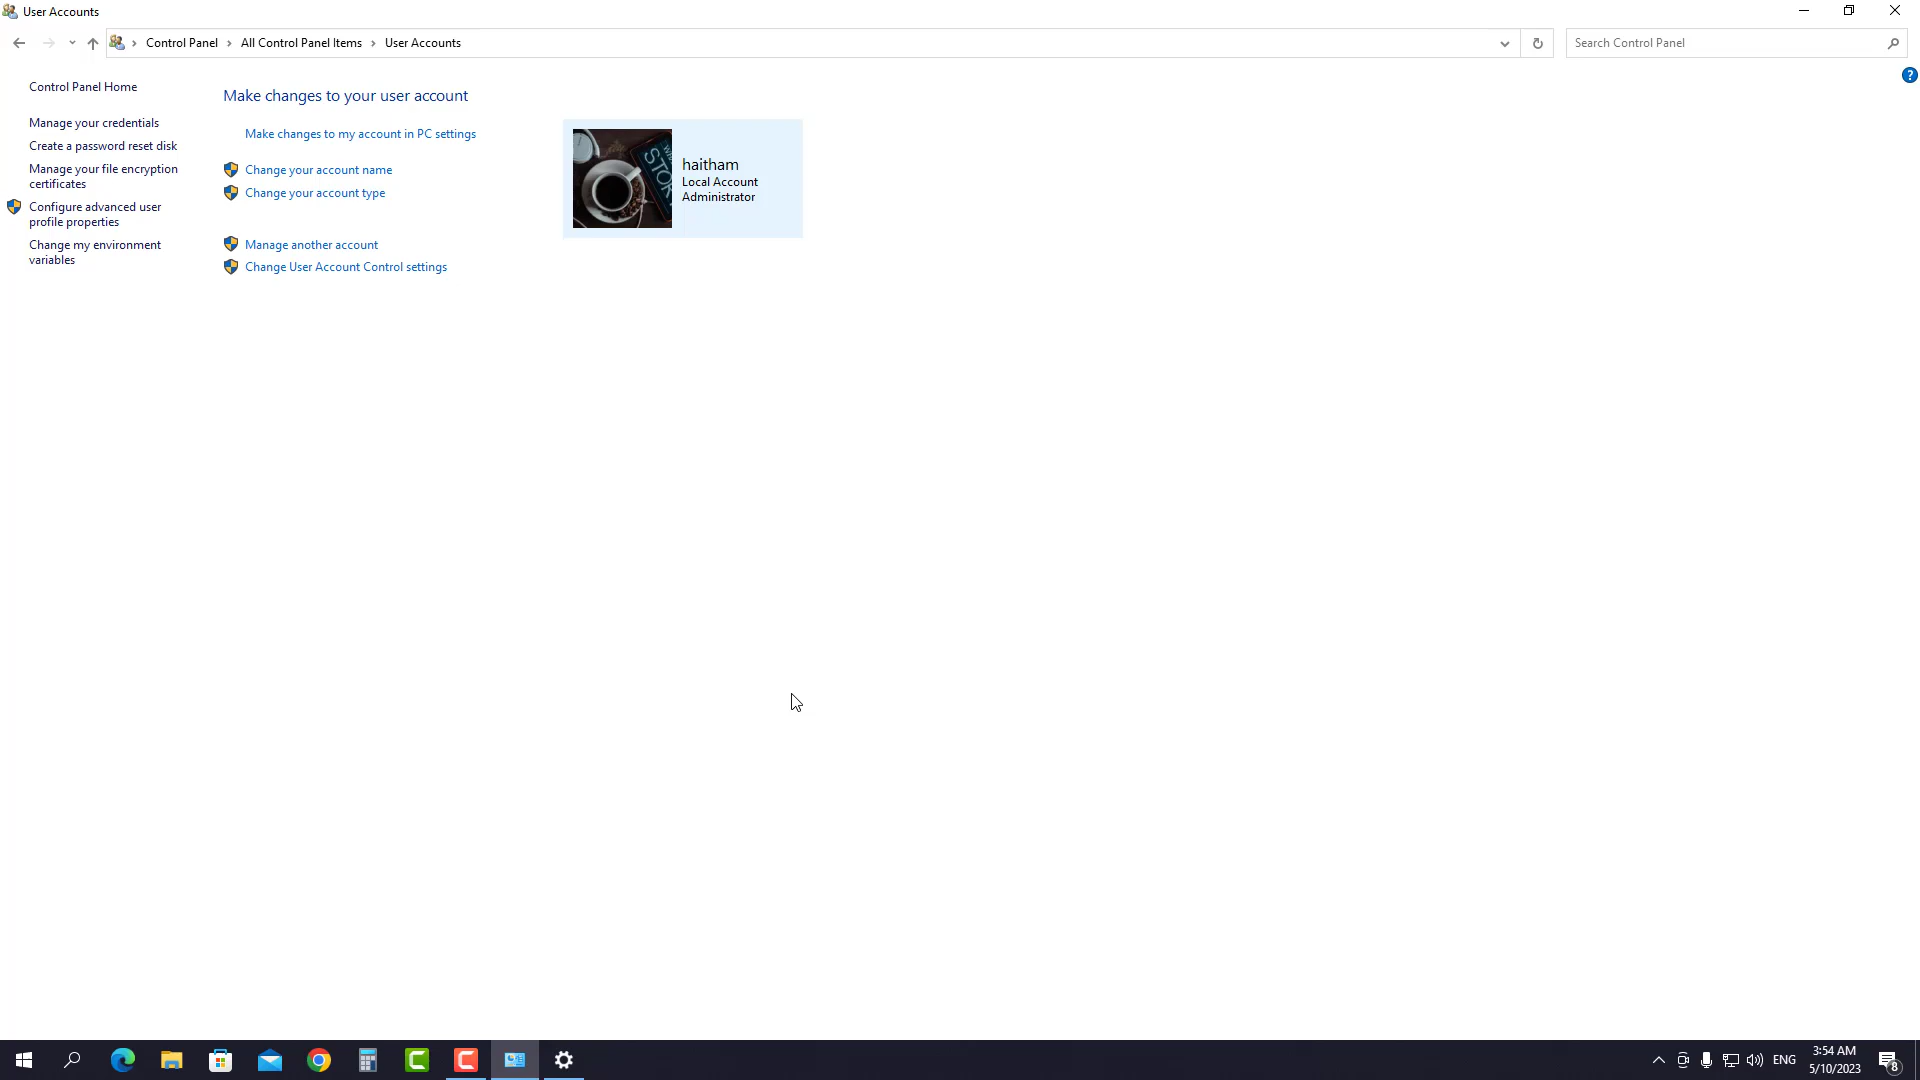 User Accounts
Control Panel
All Control Panel Items
User Accounts
Search Control Panel
?
Control Panel Home
Manage your credentials
Create a password reset disk
Manage your file encryption
certificates
Configure advanced user
profile properties
Change my environment
variables
Make changes to your user account
Make changes to my account in PC settings
Change your account name
Change your account type
Manage another account
Change User Account Control settings
STORY
haitham
Local Account
Administrator
ENG
3:54 AM
5/10/2023
8